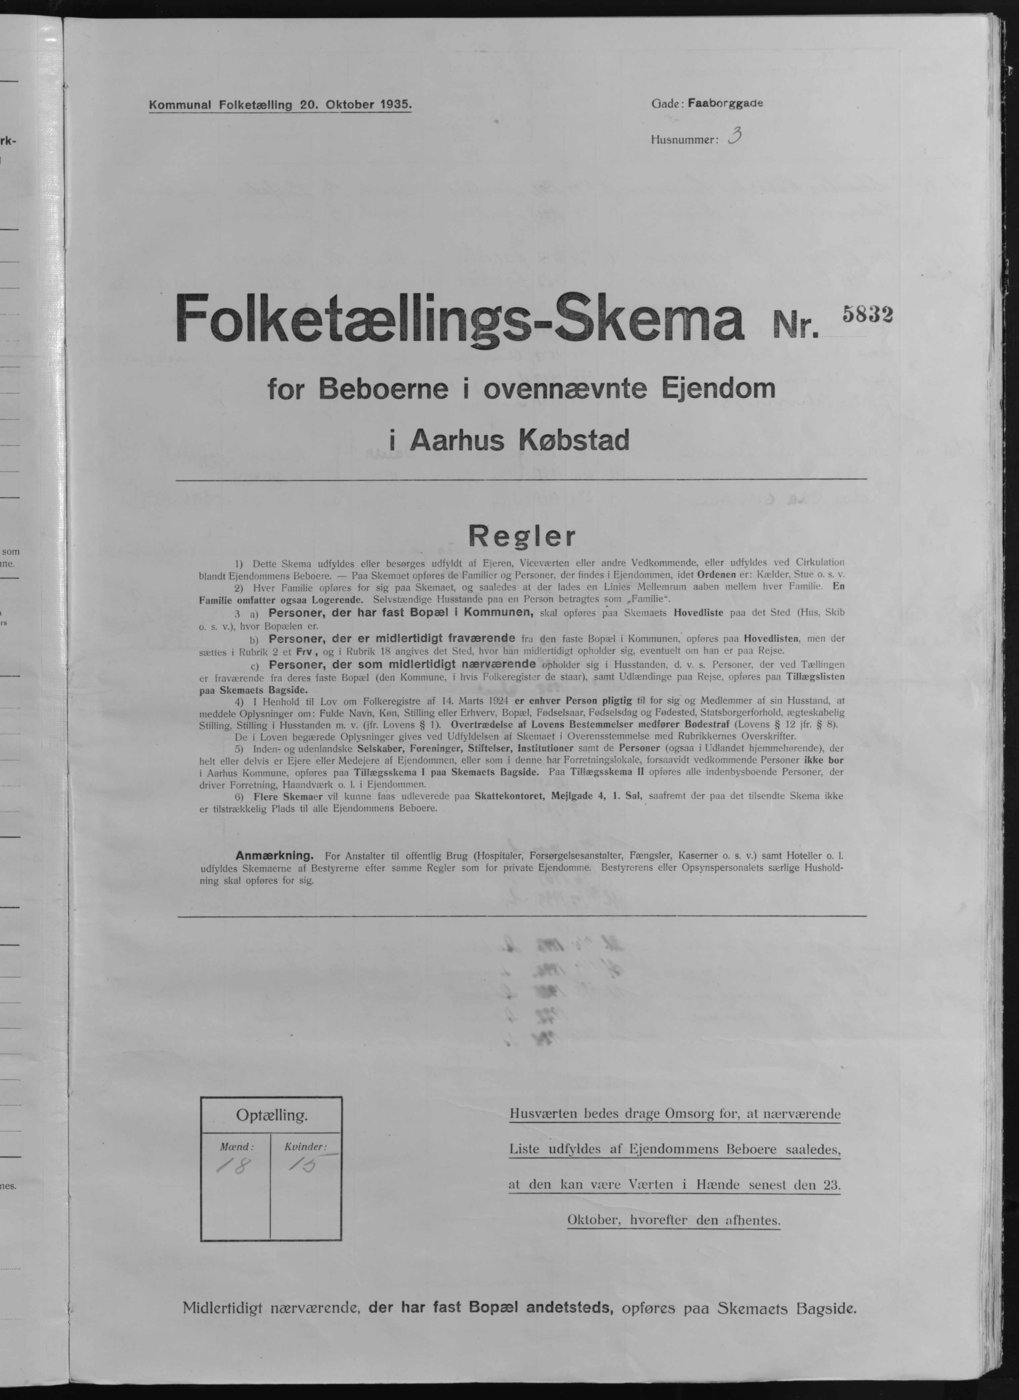 Kommunal Folketælling 20. Oktober 1935.
Gade: Faaborggade
Husnummer: 3
Folketællings-Skema Nr. 5832
for Beboerne i ovennævnte Ejendom
i Aarhus Købstad
Regler
1) Dette Skema udfyldes eller besørges udfyldt af Ejeren, Viceværten eller andre Vedkommende, eller udfyldes ved Cirkulation
blandt Ejendommens Beboere. — Paa Skemaet opføres de Familier og Personer, der findes i Ejendommen, idet Ordenen er: Kælder, Stue o. s. v.
2) Hver Familie opføres for sig paa Skemaet, og saaledes at der lades en Linies Mellemrum aaben mellem hver Familie. En
Familie omfatter ogsaa Logerende. Selvstændige Husstande paa en Person betragtes som „Familie".
3 a) Personer, der har fast Bopæl i Kommunen, skal opføres paa Skemaets Hovedliste paa det Sted (Hus, Skib
o. s. v.), hvor Bopælen er.
b) Personer, der er midlertidigt fraværende fra den faste Bopæl i Kommunen, opføres paa Hovedlisten, men der
sættes i Rubrik 2 et Frv, og i Rubrik 18 angives det Sted, hvor han midlertidigt opholder sig, eventuelt om han er paa Rejse.
c) Personer, der som midlertidigt nærværende opholder sig i Husstanden, d. v. s. Personer, der ved Tællingen
er fraværende fra deres faste Bopæl (den Kommune, i hvis Folkeregister de staar), samt Udlændinge paa Rejse, opføres paa Tillægslisten
paa Skemaets Bagside.
4) I Henhold til Lov om Folkeregistre af 14. Marts 1924 er enhver Person pligtig til for sig og Medlemmer af sin Husstand, at
meddele Oplysninger om: Fulde Navn, Køn, Stilling eller Erhverv, Bopæl, Fødselsaar, Fødselsdag og Fødested, Statsborgerforhold, ægteskabelig
Stilling, Stilling i Husstanden m. v. (jfr. Lovens § 1). Overtrædelse af Lovens Bestemmelser medfører Bødestraf (Lovens § 12 jfr. § 8).
De i Loven begærede Oplysninger gives ved Udfyldelsen af Skemaet i Overensstemmelse med Rubrikkernes Overskrifter.
5) Inden- og udenlandske Selskaber, Foreninger, Stiftelser, Institutioner samt de Personer (ogsaa i Udlandet hjemmehørende), der
helt eller delvis er Ejere eller Medejere af Ejendommen, eller som i denne har Forretningslokale, forsaavidt vedkommende Personer ikke bor
i Aarhus Kommune, opføres paa Tillægsskema I paa Skemaets Bagside. Paa Tillægsskema II opføres alle indenbysboende Personer, der
driver Forretning, Haandværk o. l. i Ejendommen.
6) Flere Skemaer vil kunne faas udleverede paa Skattekontoret, Mejlgade 4, 1. Sal, saafremt der paa det tilsendte Skema ikke
er tilstrækkelig Plads til alle Ejendommens Beboere.
Anmærkning. For Anstalter til offentlig Brug (Hospitaler, Forsørgelsesanstalter, Fængsler, Kaserner o. s. v.) samt Hoteller o. l.
udfyldes Skemaerne af Bestyrerne efter samme Regler som for private Ejendomme. Bestyrerens eller Opsynspersonalets særlige Hushold-
ning skal opføres for sig.
Optælling.
Mænd: Kvinder:
18 15
Husværten bedes drage Omsorg for, at nærværende
Liste udfyldes af Ejendommens Beboere saaledes,
at den kan være Værten i Hænde senest den 23.
Oktober, hvorefter den afhentes.
Midlertidigt nærværende, der har fast Bopæl andetsteds, opføres paa Skemaets Bagside.